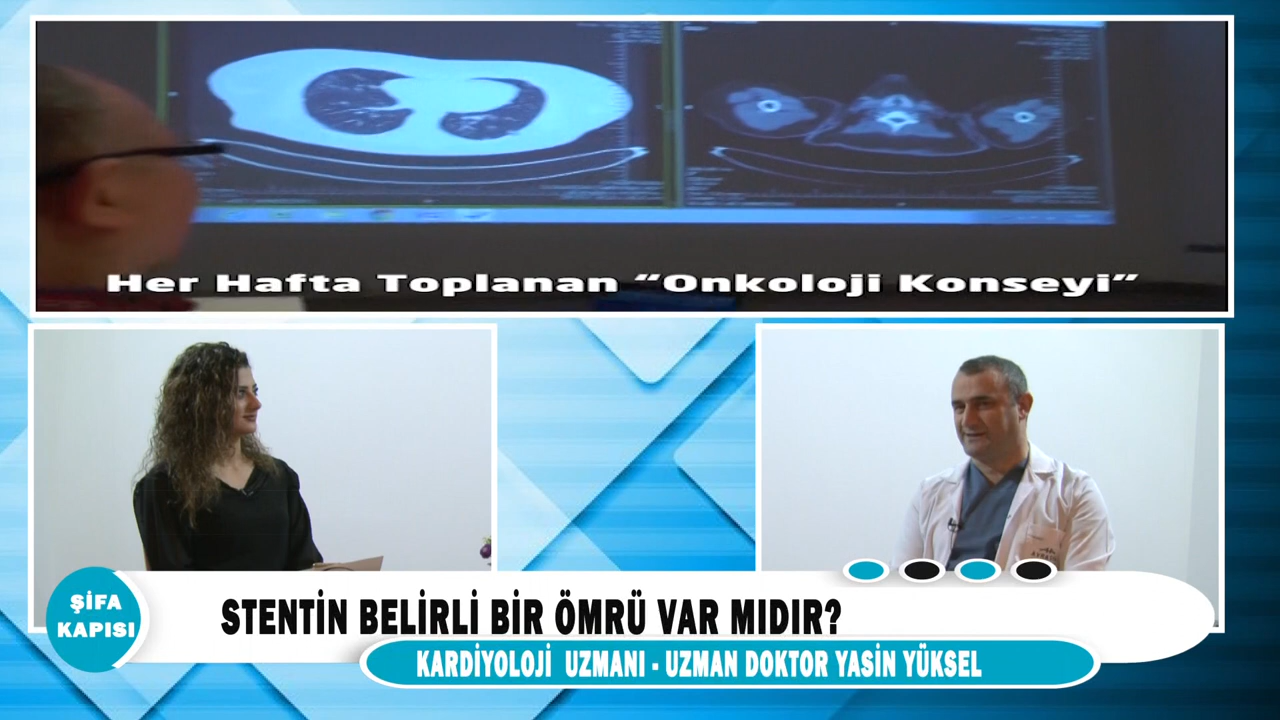 Her Hafta Toplanan “Onkoloji Konseyi”
ŞİFA
KAPISI
STENTİN BELİRLİ BİR ÖMRÜ VAR MIDIR?
KARDİYOLOJİ UZMANI - UZMAN DOKTOR YASİN YÜKSEL